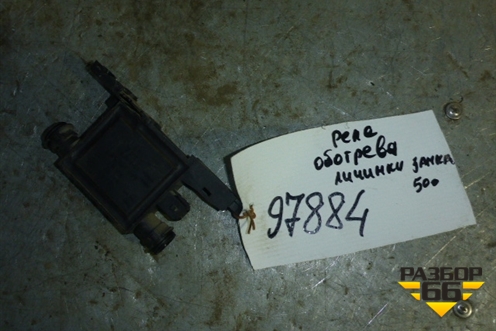 реле
обогрева
личинки замка
500
97884
РАЗБОР
66